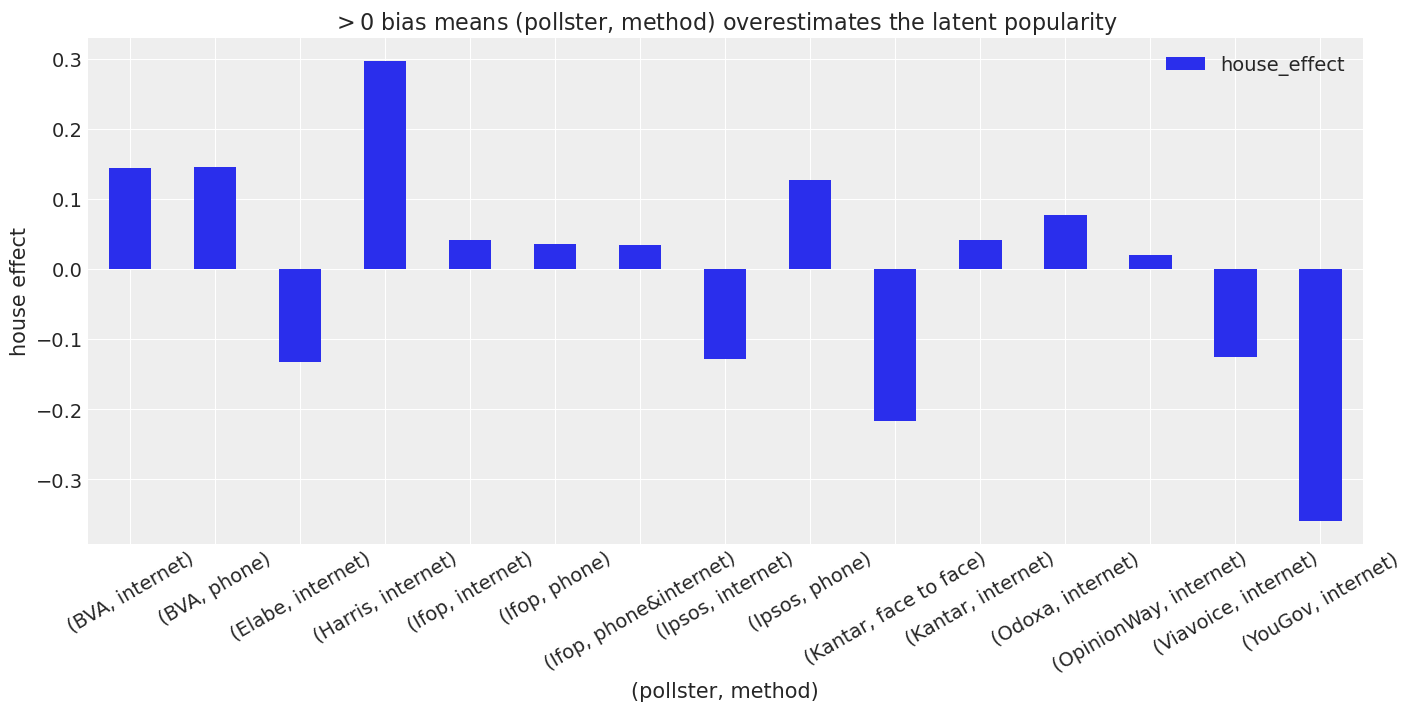 > 0 bias means (pollster, method) overestimates the latent popularity
house_effect
house effect
0.3
0.2
0.1
0.0
−0.1
−0.2
−0.3
(BVA, internet)
(BVA, phone)
(Elabe, internet)
(Harris, internet)
(Ifop, internet)
(Ifop, phone)
(Ifop, phone&internet)
(Ipsos, internet)
(Ipsos, phone)
(Kantar, face to face)
(Kantar, internet)
(Odoxa, internet)
(OpinionWay, internet)
(Viavoice, internet)
(YouGov, internet)
(pollster, method)